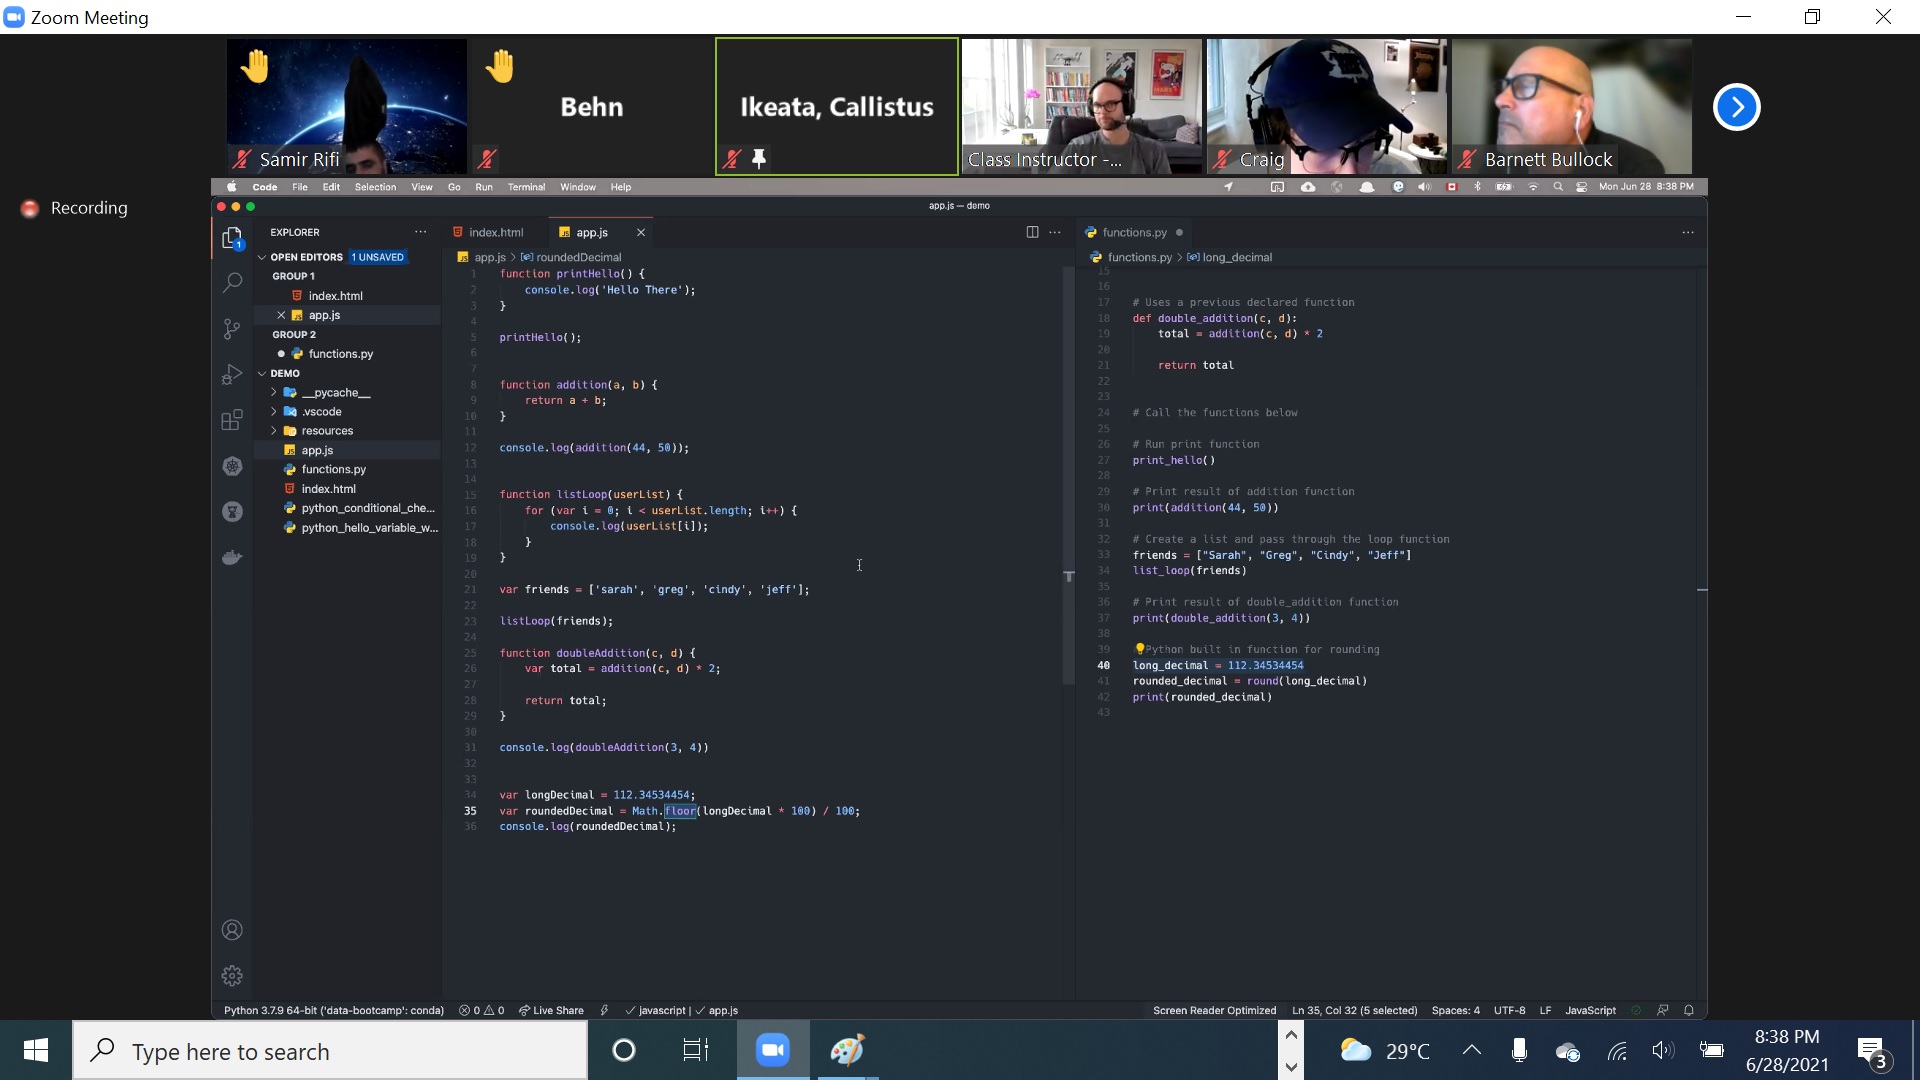 Zoom Meeting
Samir Rifi
Behn
Ikeata, Callistus
Class Instructor -...
Craig
Barnett Bullock
Recording
Code File Edit Selection View Go Run Terminal Window Help
Mon Jun 28 8:38 PM
app.js — demo
EXPLORER
OPEN EDITORS 1 UNSAVED
GROUP 1
index.html
app.js
GROUP 2
functions.py
DEMO
__pycache__
.vscode
resources
app.js
functions.py
index.html
python_conditional_che...
python_hello_variable_w...
index.html
app.js
app.js > roundedDecimal
1 function printHello() {
2 console.log('Hello There');
3 }
4
5 printHello();
6
7
8 function addition(a, b) {
9 return a + b;
10 }
11
12 console.log(addition(44, 50));
13
14
15 function listLoop(userList) {
16 for (var i = 0; i < userList.length; i++) {
17 console.log(userList[i]);
18 }
19 }
20
21 var friends = ['sarah', 'greg', 'cindy', 'jeff'];
22
23 listLoop(friends);
24
25 function doubleAddition(c, d) {
26 var total = addition(c, d) * 2;
27
28 return total;
29 }
30
31 console.log(doubleAddition(3, 4))
32
33
34 var longDecimal = 112.34534454;
35 var roundedDecimal = Math.floor(longDecimal * 100) / 100;
36 console.log(roundedDecimal);
functions.py
functions.py > long_decimal
15
16
17 # Uses a previous declared function
18 def double_addition(c, d):
19 total = addition(c, d) * 2
20
21 return total
22
23
24 # Call the functions below
25
26 # Run print function
27 print_hello()
28
29 # Print result of addition function
30 print(addition(44, 50))
31
32 # Create a list and pass through the loop function
33 friends = ["Sarah", "Greg", "Cindy", "Jeff"]
34 list_loop(friends)
35
36 # Print result of double_addition function
37 print(double_addition(3, 4))
38
39 Python built in function for rounding
40 long_decimal = 112.34534454
41 rounded_decimal = round(long_decimal)
42 print(rounded_decimal)
43
Python 3.7.9 64-bit ('data-bootcamp': conda) 0 0 Live Share javascript | app.js
Screen Reader Optimized Ln 35, Col 32 (5 selected) Spaces: 4 UTF-8 LF JavaScript
Type here to search
29°C
8:38 PM
6/28/2021
3